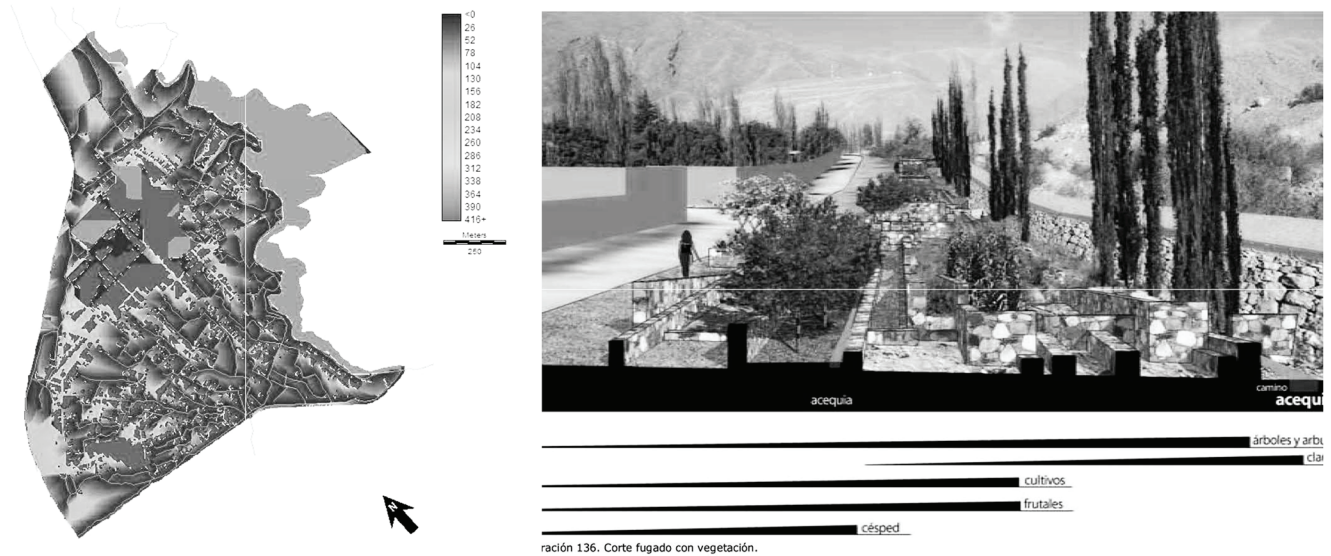 <0
26
52
78
104
130
156
182
208
234
260
286
312
338
364
390
416+
Meters
250
N
acequia
camino
acequi
árboles y arbu
cla
cultivos
frutales
césped
ración 136. Corte fugado con vegetación.